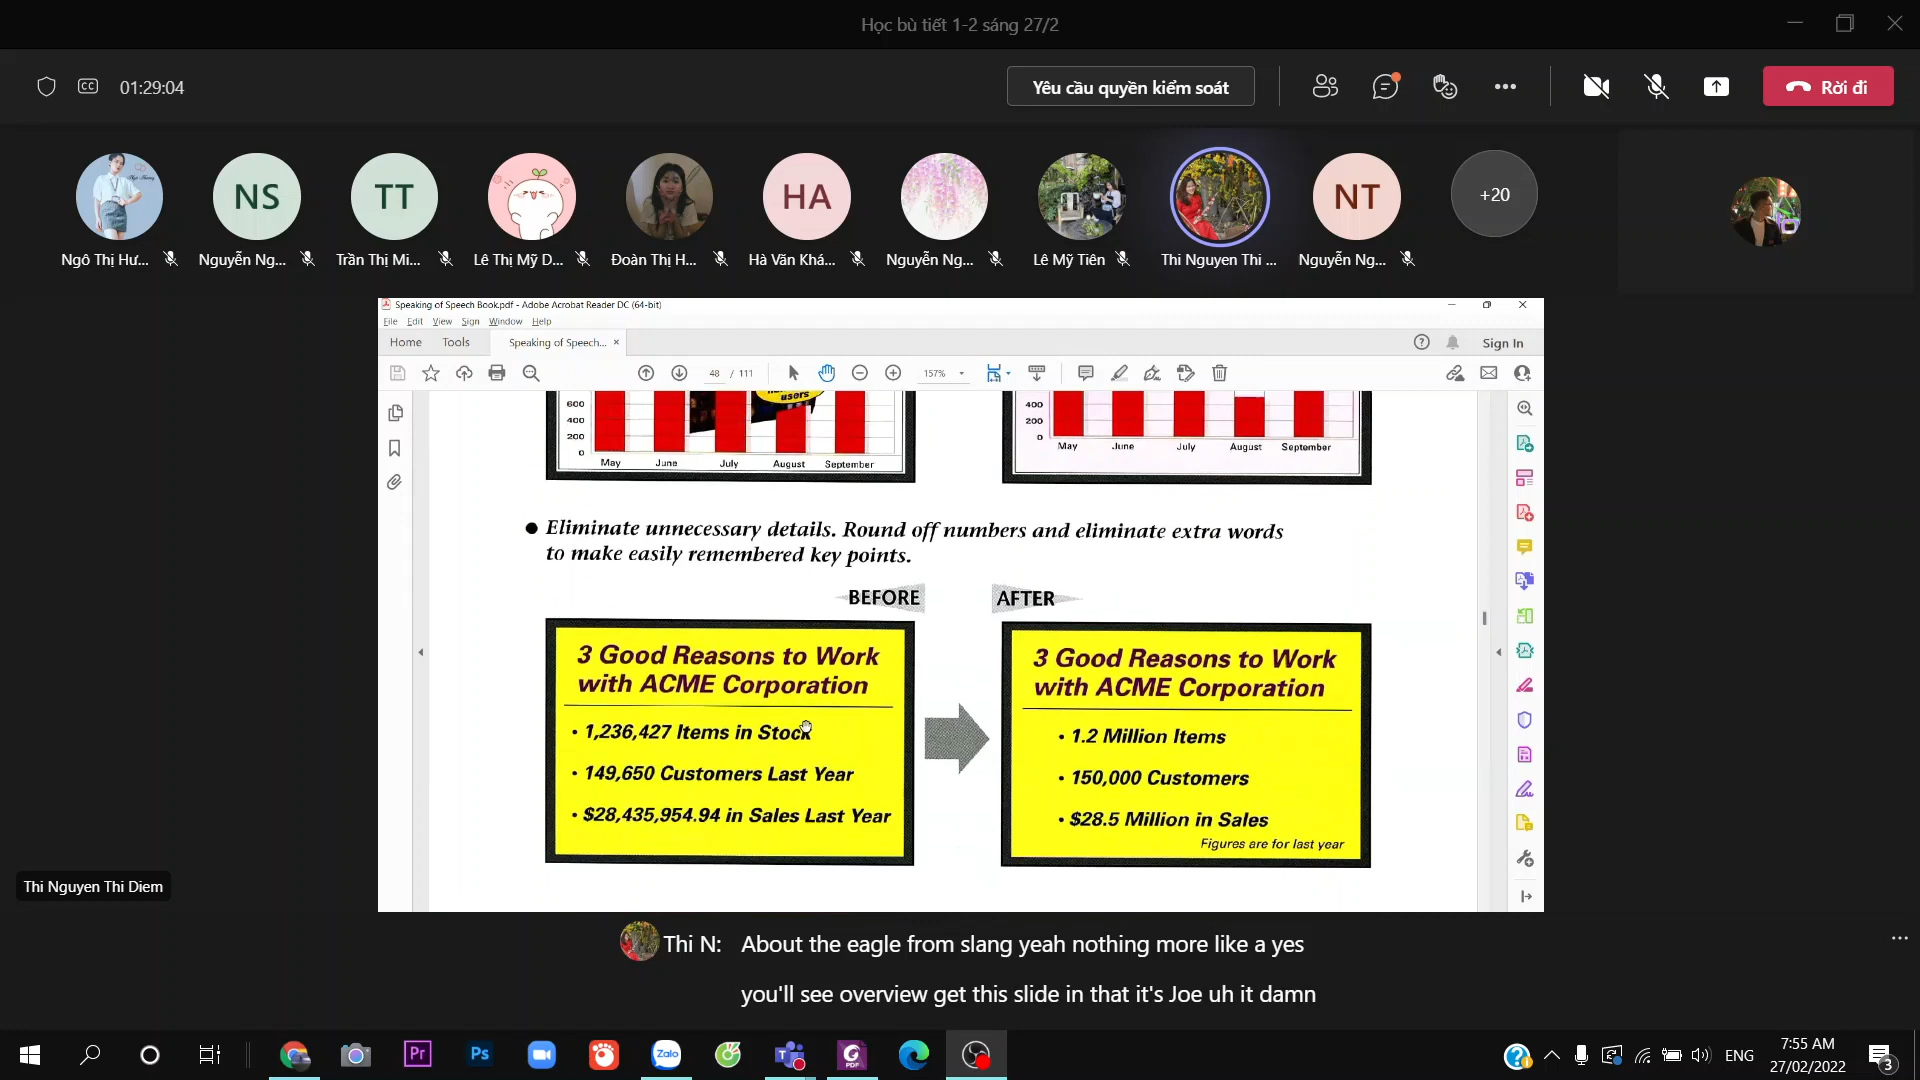 Học bù tiết 1-2 sáng 27/2
CC 01:29:04 Yêu cầu quyền kiểm soát Rời đi
NS TT HA NT +20
Ngô Thị Hư... Nguyễn Ng... Trần Thị Mi... Lê Thị Mỹ D... Đoàn Thị H... Hà Văn Khá... Nguyễn Ng... Lê Mỹ Tiên Thi Nguyen Thi ... Nguyễn Ng...
Speaking of Speech Book.pdf - Adobe Acrobat Reader DC (64-bit)
File Edit View Sign Window Help
Home Tools Speaking of Speech... × Sign In
48 / 111 157%
users
600
400
200
0
May June July August September
400
200
0
May June July August September
● Eliminate unnecessary details. Round off numbers and eliminate extra words
to make easily remembered key points.
BEFORE AFTER
3 Good Reasons to Work
with ACME Corporation
• 1,236,427 Items in Stock
• 149,650 Customers Last Year
• $28,435,954.94 in Sales Last Year
3 Good Reasons to Work
with ACME Corporation
• 1.2 Million Items
• 150,000 Customers
• $28.5 Million in Sales
Figures are for last year
Thi Nguyen Thi Diem
Thi N: About the eagle from slang yeah nothing more like a yes
you'll see overview get this slide in that it's Joe uh it damn
Pr Ps Zalo PDF ENG
7:55 AM
27/02/2022
3